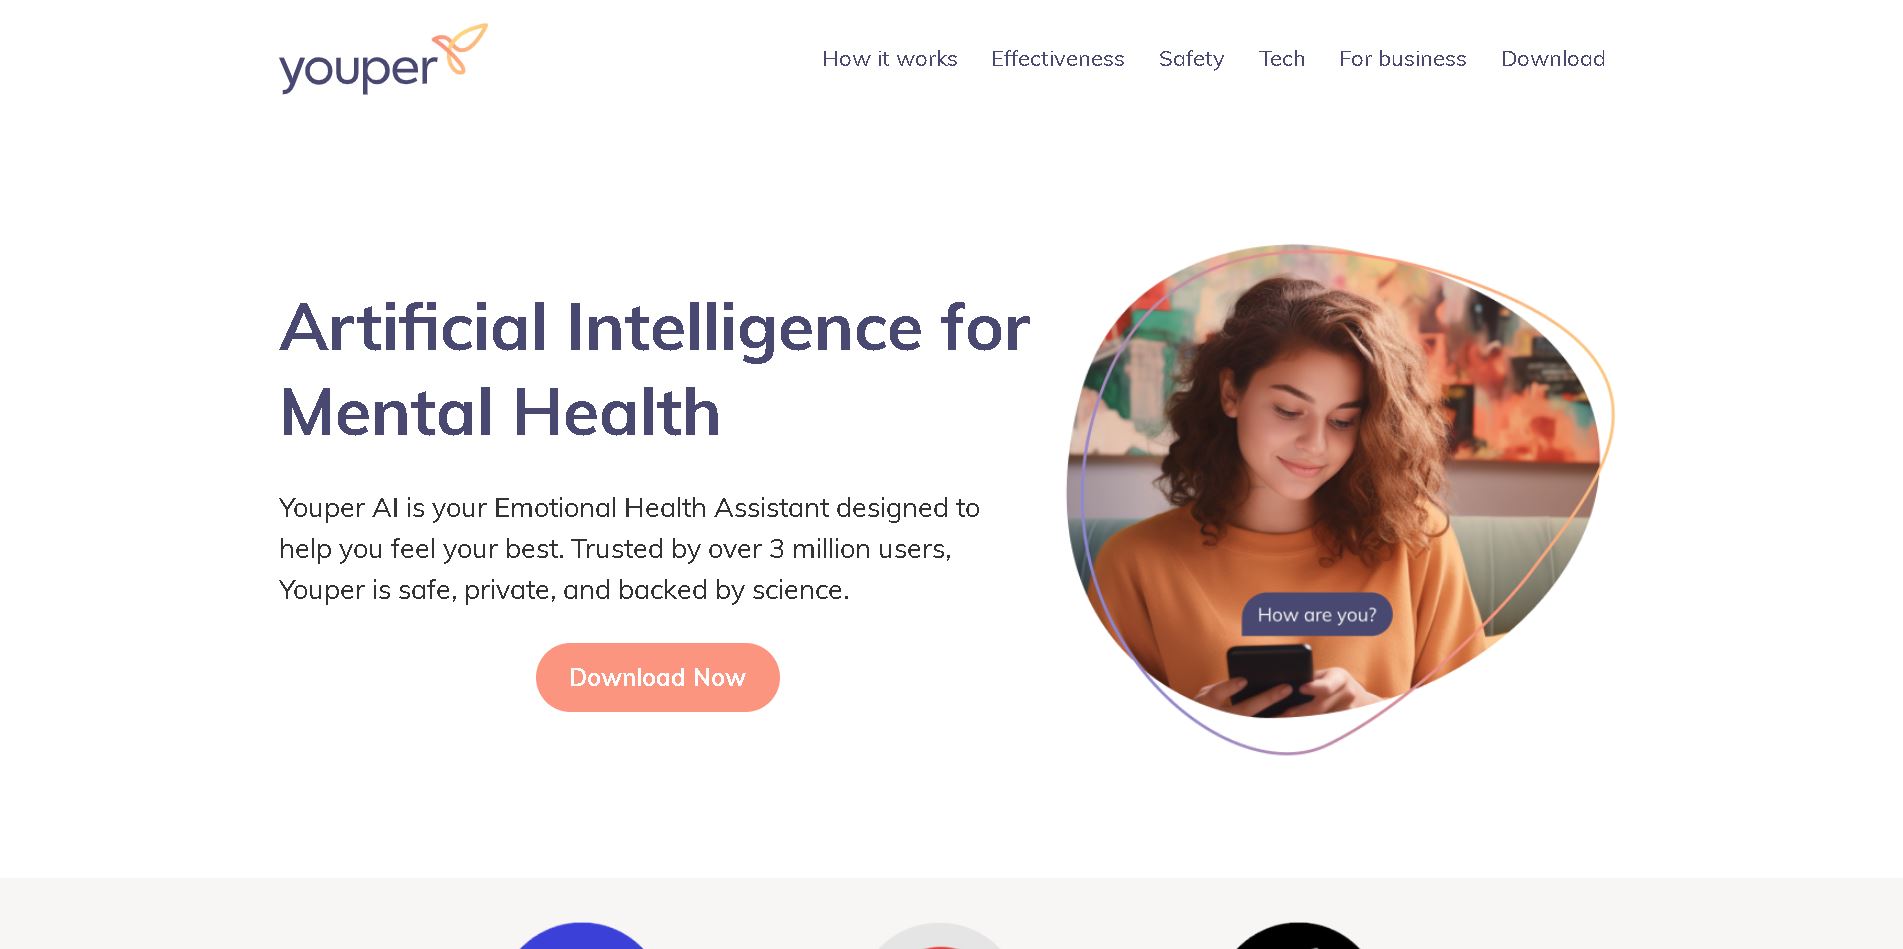 youper
How it works
Effectiveness
Safety
Tech
For business
Download
Artificial Intelligence for
Mental Health
Youper AI is your Emotional Health Assistant designed to
help you feel your best. Trusted by over 3 million users,
Youper is safe, private, and backed by science.
Download Now
How are you?